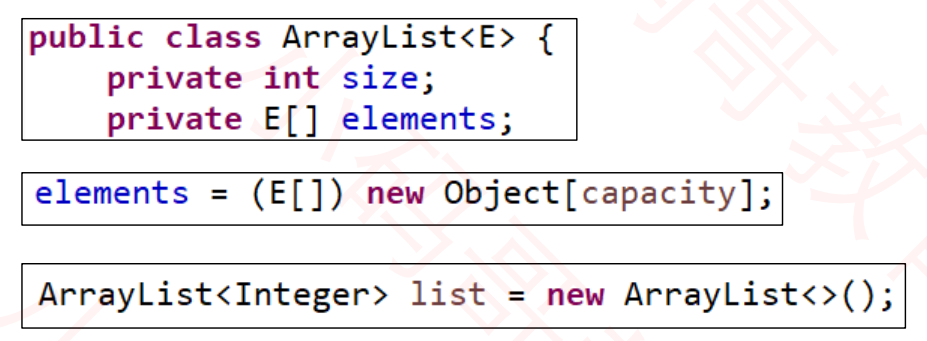 public class ArrayList<E> {
    private int size;
    private E[] elements;
elements = (E[]) new Object[capacity];
ArrayList<Integer> list = new ArrayList<>();